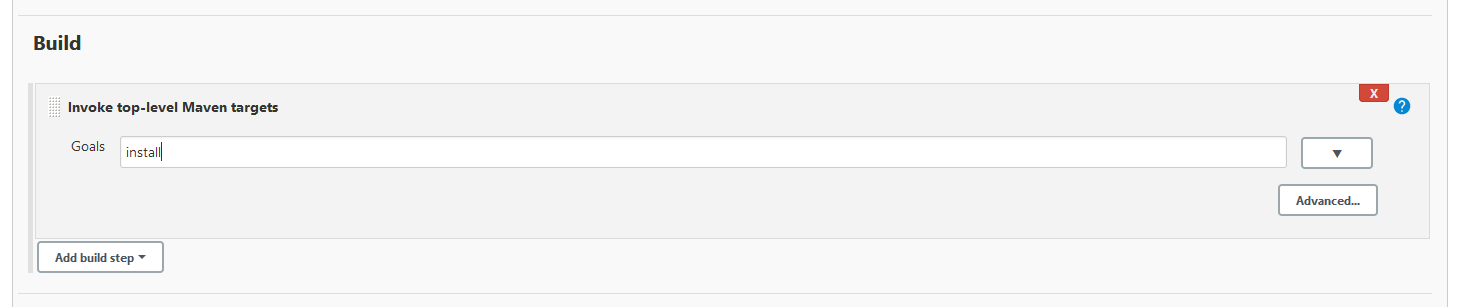 Build
Invoke top-level Maven targets
X
?
Goals
install
▼
Advanced...
Add build step